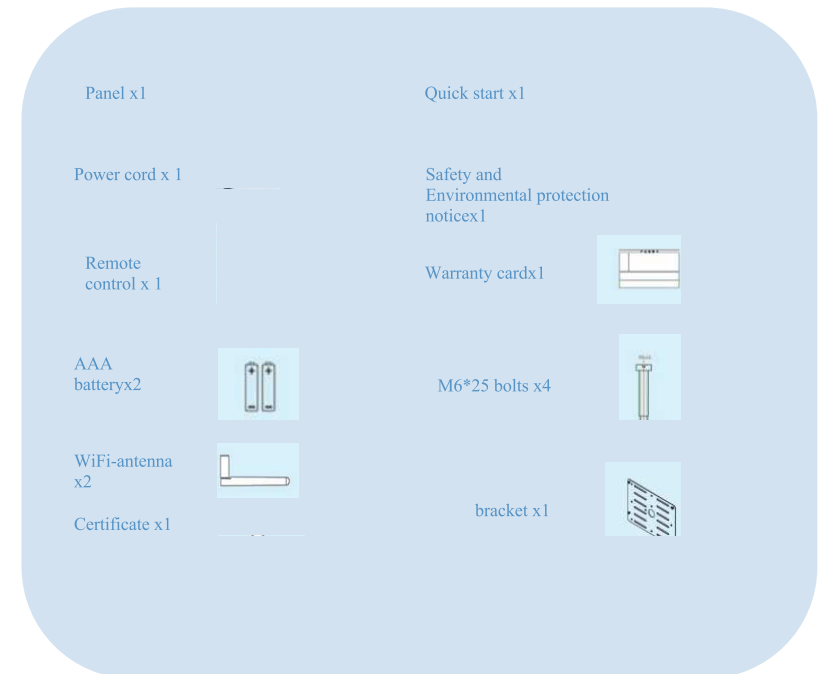 Panel x1
Quick start x1
Power cord x 1
Safety and
Environmental protection
noticex1
Remote
control x 1
Warranty cardx1
AAA
batteryx2
M6*25 bolts x4
WiFi-antenna
x2
bracket x1
Certificate x1